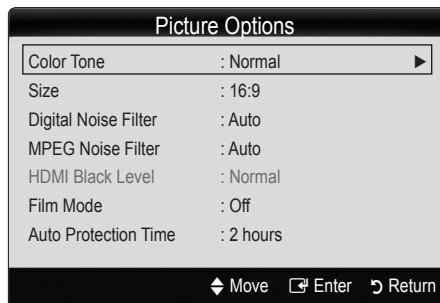 Picture Options
Color Tone : Normal ▶
Size : 16:9
Digital Noise Filter : Auto
MPEG Noise Filter : Auto
HDMI Black Level : Normal
Film Mode : Off
Auto Protection Time : 2 hours
Move Enter Return